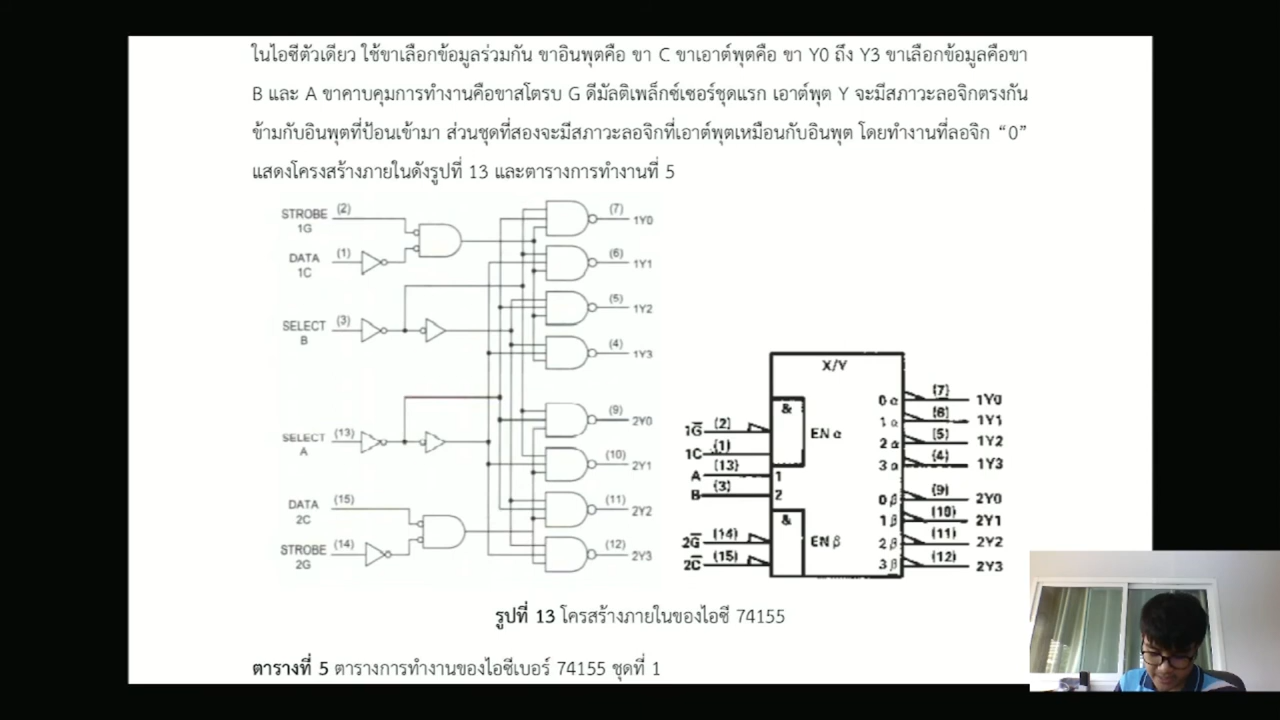 ในไอซีตัวเดียว ใช้ขาเลือกข้อมูลร่วมกัน ขาอินพุตคือ ขา C ขาเอาต์พุตคือ ขา Y0 ถึง Y3 ขาเลือกข้อมูลคือขา
B และ A ขาคาบคุมการทำงานคือขาสโตรบ G ดีมัลติเพล็กซ์เซอร์ชุดแรก เอาต์พุต Y จะมีสภาวะลอจิกตรงกัน
ข้ามกับอินพุตที่ป้อนเข้ามา ส่วนชุดที่สองจะมีสภาวะลอจิกที่เอาต์พุตเหมือนกับอินพุต โดยทำงานที่ลอจิก “0”
แสดงโครงสร้างภายในดังรูปที่ 13 และตารางการทำงานที่ 5
STROBE (2)
1G
DATA (1)
1C
SELECT (3)
B
SELECT (13)
A
DATA (15)
2C
STROBE (14)
2G
(7) 1Y0
(6) 1Y1
(5) 1Y2
(4) 1Y3
(9) 2Y0
(10) 2Y1
(11) 2Y2
(12) 2Y3
X/Y
&
EN α
1G̅ (2)
1C (1)
A (13) 1
B (3) 2
&
EN β
2G̅ (14)
2C̅ (15)
0 α (7) 1Y0
1 α (6) 1Y1
2 α (5) 1Y2
3 α (4) 1Y3
0 β (9) 2Y0
1 β (10) 2Y1
2 β (11) 2Y2
3 β (12) 2Y3
รูปที่ 13 โครสร้างภายในของไอซี 74155
ตารางที่ 5 ตารางการทำงานของไอซีเบอร์ 74155 ชุดที่ 1